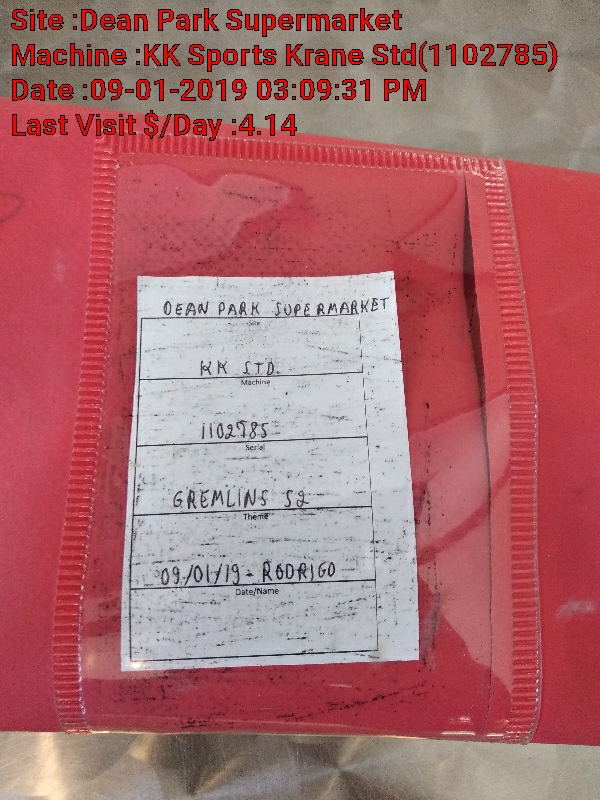 Site :Dean Park Supermarket
Machine :KK Sports Krane Std(1102785)
Date :09-01-2019 03:09:31 PM
Last Visit $/Day :4.14
DEAN PARK SUPERMARKET
Site
KK STD.
Machine
1102785
Serial
GREMLINS S2
Theme
09/01/19 - RODRIGO
Date/Name